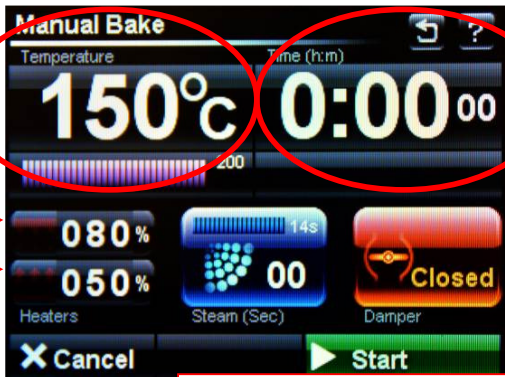 Manual Bake
?
Temperature
Time (h:m)
150°C
0:00 00
200
080%
050%
14s
00
Closed
Heaters
Steam (Sec)
Damper
Cancel
Start